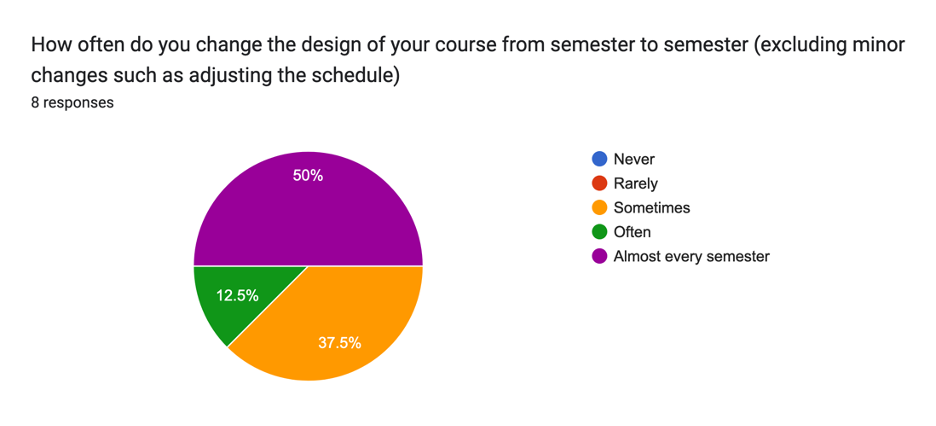 How often do you change the design of your course from semester to semester (excluding minor
changes such as adjusting the schedule)
8 responses
50%
12.5%
37.5%
Never
Rarely
Sometimes
Often
Almost every semester